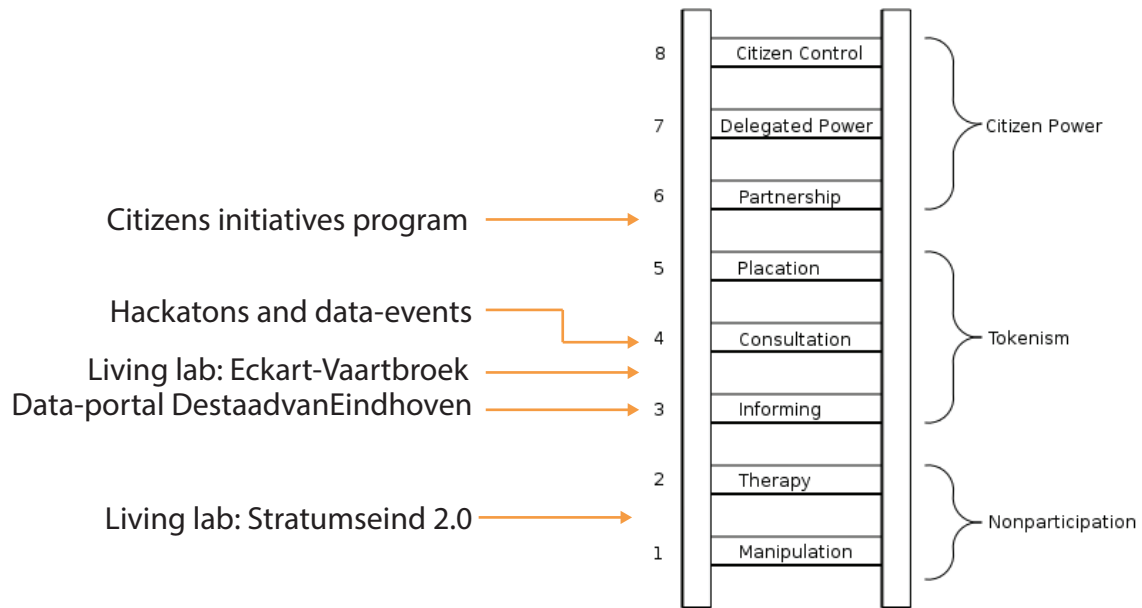 8 Citizen Control
7 Delegated Power
Citizen Power
6 Partnership
Citizens initiatives program
5 Placation
Hackatons and data-events
4 Consultation
Tokenism
Living lab: Eckart-Vaartbroek
Data-portal DestaadvanEindhoven
3 Informing
2 Therapy
Living lab: Stratumseind 2.0
Nonparticipation
1 Manipulation